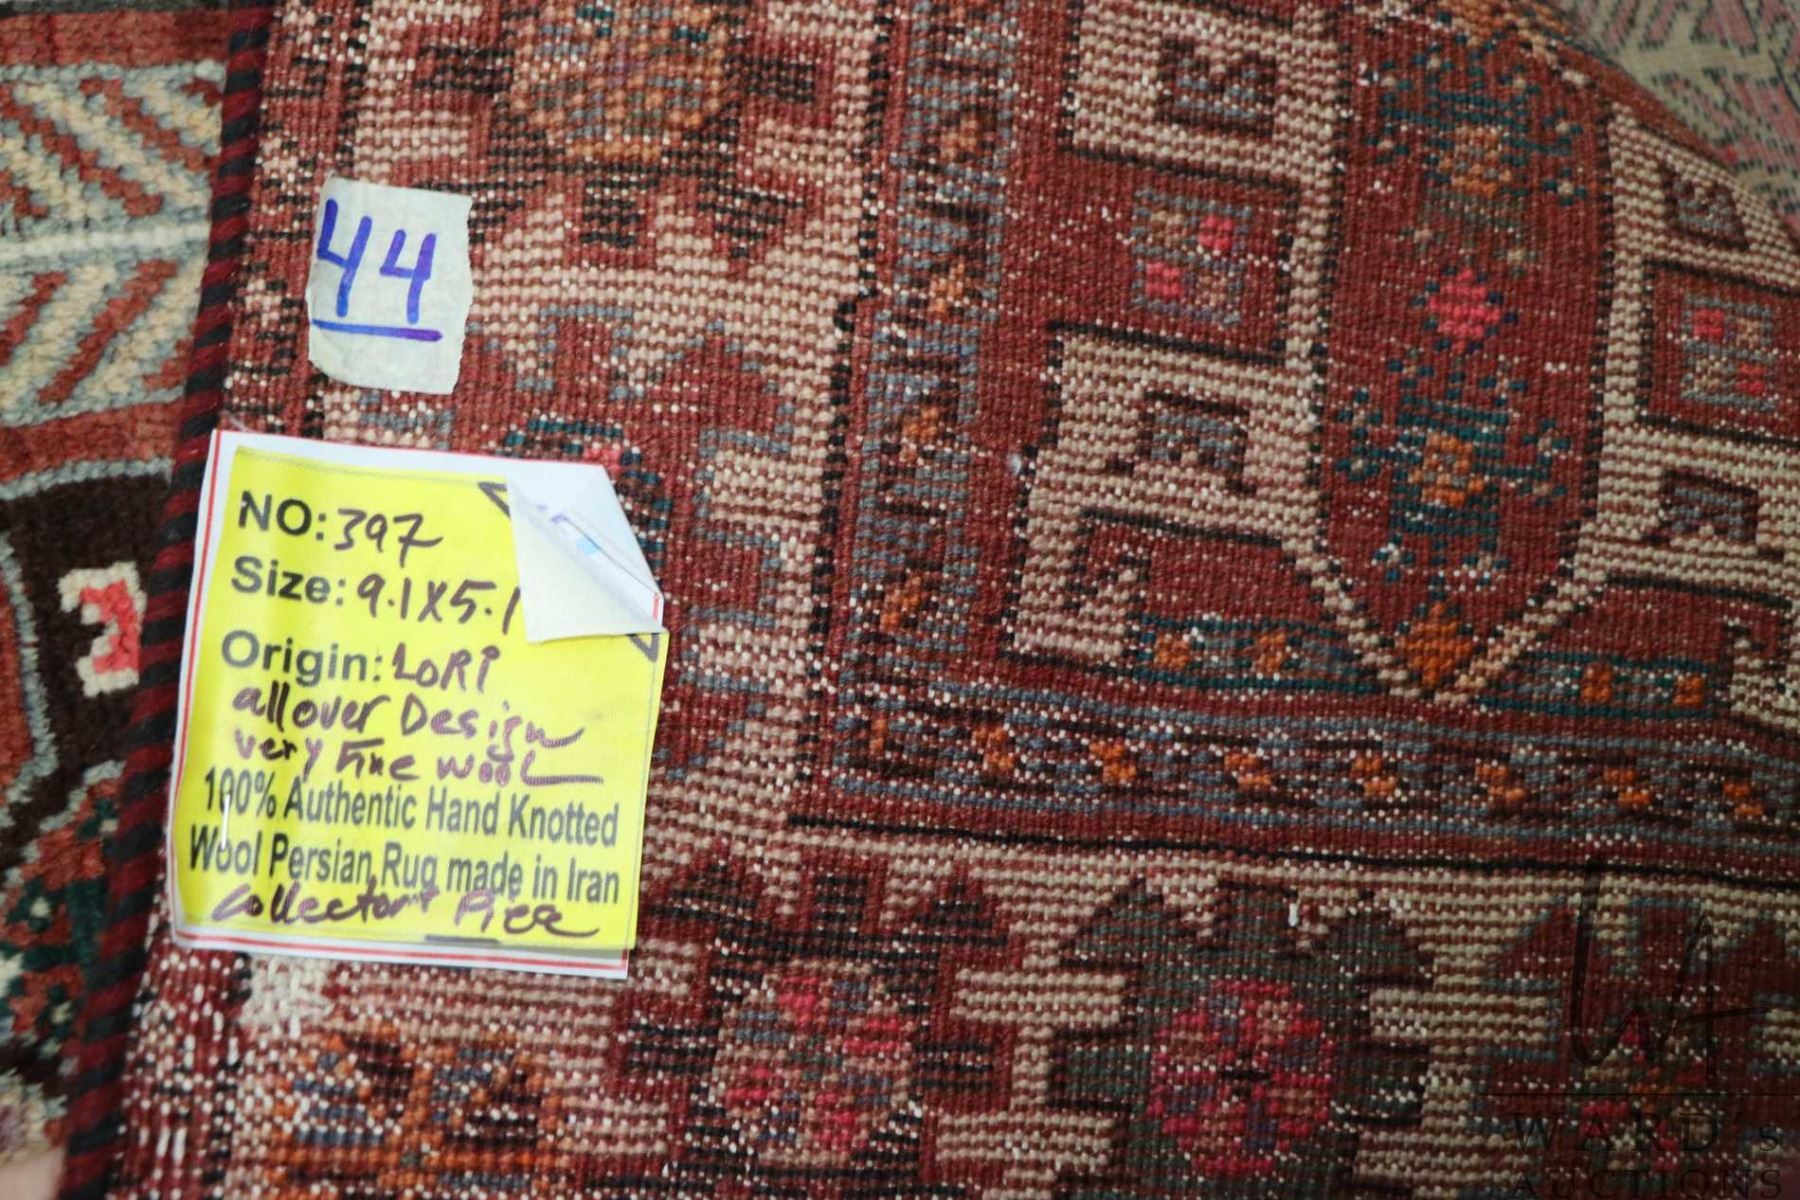 44
NO: 397
Size: 9.1X5.1
Origin: LORi
allover Design
very Fine wool
100% Authentic Hand Knotted
Wool Persian Rug made in Iran
Collector Piece
WARD's
AUCTIONS